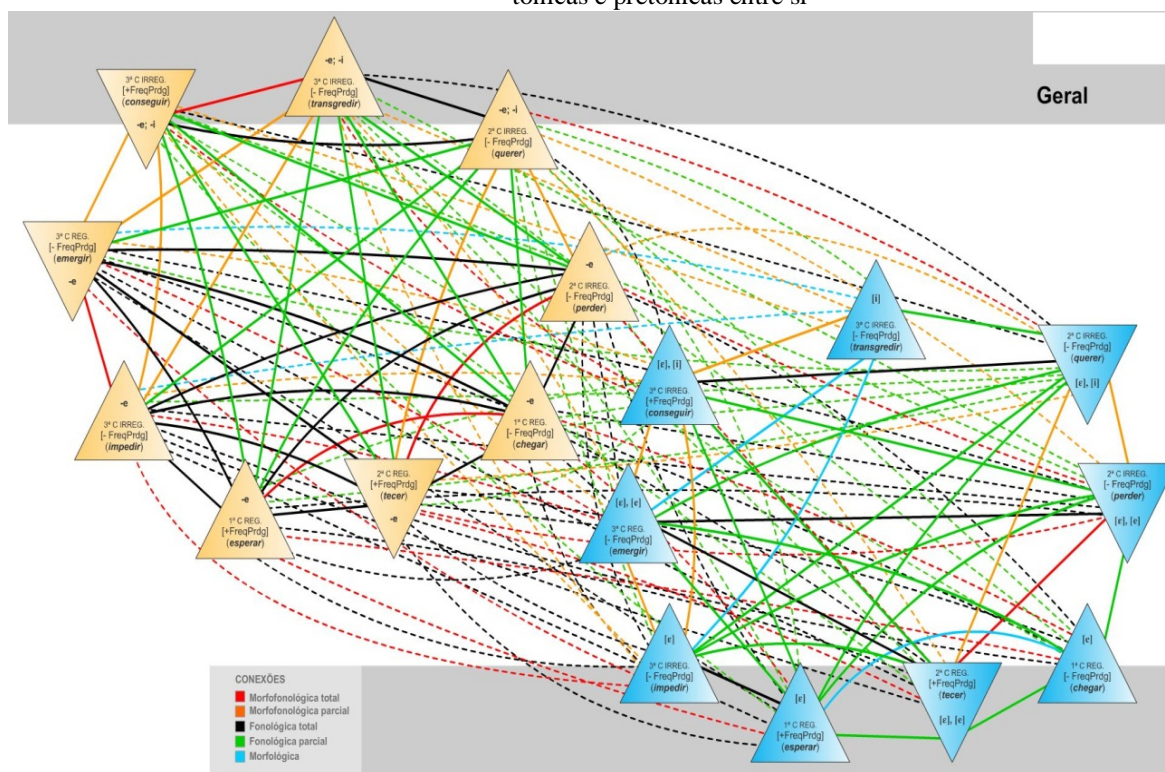 tônicas e pretônicas entre si
Geral
3ª C IRREG.
[+FreqPrdg]
(conseguir)
-e; -i
-e; -i
3ª C IRREG.
[- FreqPrdg]
(transgredir)
-e; -i
2ª C IRREG.
[- FreqPrdg]
(querer)
3ª C REG.
[- FreqPrdg]
(emergir)
-e
-e
2ª C IRREG.
[- FreqPrdg]
(perder)
-e
3ª C IRREG.
[- FreqPrdg]
(impedir)
-e
1ª C REG.
[- FreqPrdg]
(chegar)
-e
1ª C REG.
[+FreqPrdg]
(esperar)
2ª C REG.
[+FreqPrdg]
(tecer)
-e
[i]
3ª C IRREG.
[- FreqPrdg]
(transgredir)
[ɛ], [i]
3ª C IRREG.
[+FreqPrdg]
(conseguir)
2ª C IRREG.
[- FreqPrdg]
(querer)
[ɛ], [i]
[ɛ], [e]
3ª C REG.
[- FreqPrdg]
(emergir)
2ª C IRREG.
[- FreqPrdg]
(perder)
[ɛ], [e]
[ɛ]
3ª C IRREG.
[- FreqPrdg]
(impedir)
[ɛ]
1ª C REG.
[+FreqPrdg]
(esperar)
2ª C REG.
[+FreqPrdg]
(tecer)
[ɛ], [e]
[e]
1ª C REG.
[- FreqPrdg]
(chegar)
CONEXÕES
Morfofonológica total
Morfofonológica parcial
Fonológica total
Fonológica parcial
Morfológica